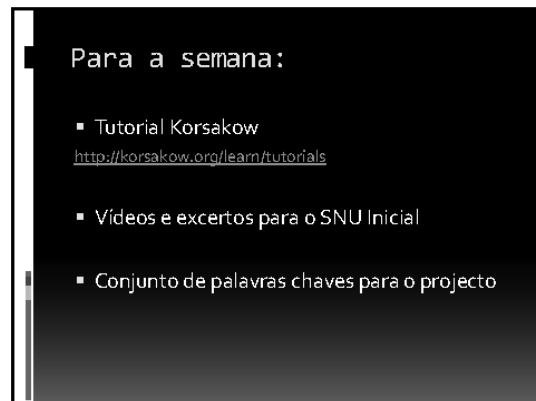 Para a semana:
▪ Tutorial Korsakow
http://korsakow.org/learn/tutorials
▪ Vídeos e excertos para o SNU Inicial
▪ Conjunto de palavras chaves para o projecto